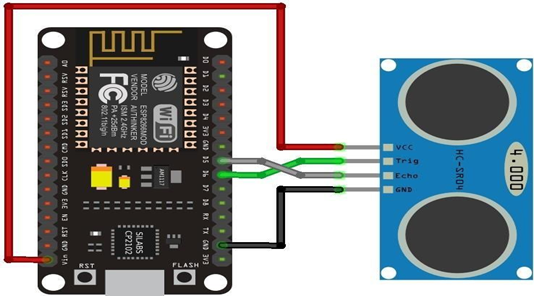 A0
RSV
RSV
SD3
SD2
SD1
CMD
SD0
CLK
GND
3V3
EN
RST
GND
Vin
D0
D1
D2
D3
D4
3V3
GND
D5
D6
D7
D8
RX
TX
GND
3V3
WiFi
MODEL ESP8266MOD
VENDOR AI/THINKER
ISM 2.4GHz
PA +25dBm
802.11b/g/n
FC
AM1117
SILABS
CP2102
RST
FLASH
VCC
Trig
Echo
GND
HC-SR04
4.000